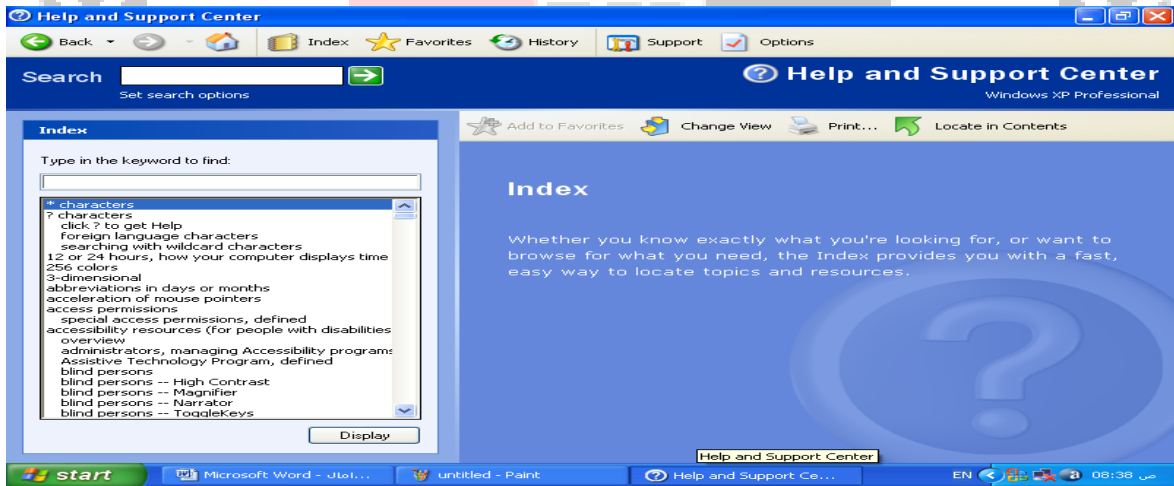 Help and Support Center
Back Index Favorites History Support Options
Search
Set search options
Help and Support Center
Windows XP Professional
Index
Add to Favorites Change View Print... Locate in Contents
Type in the keyword to find:
* characters
? characters
click ? to get Help
foreign language characters
searching with wildcard characters
12 or 24 hours, how your computer displays time
256 colors
3-dimensional
abbreviations in days or months
acceleration of mouse pointers
access permissions
special access permissions, defined
accessibility resources (for people with disabilities
overview
administrators, managing Accessibility programs
Assistive Technology Program, defined
blind persons
blind persons -- High Contrast
blind persons -- Magnifier
blind persons -- Narrator
blind persons -- ToggleKeys
Display
Index
Whether you know exactly what you're looking for, or want to
browse for what you need, the Index provides you with a fast,
easy way to locate topics and resources.
Help and Support Center
start Microsoft Word - ... untitled - Paint Help and Support Ce... EN 08:38 ص